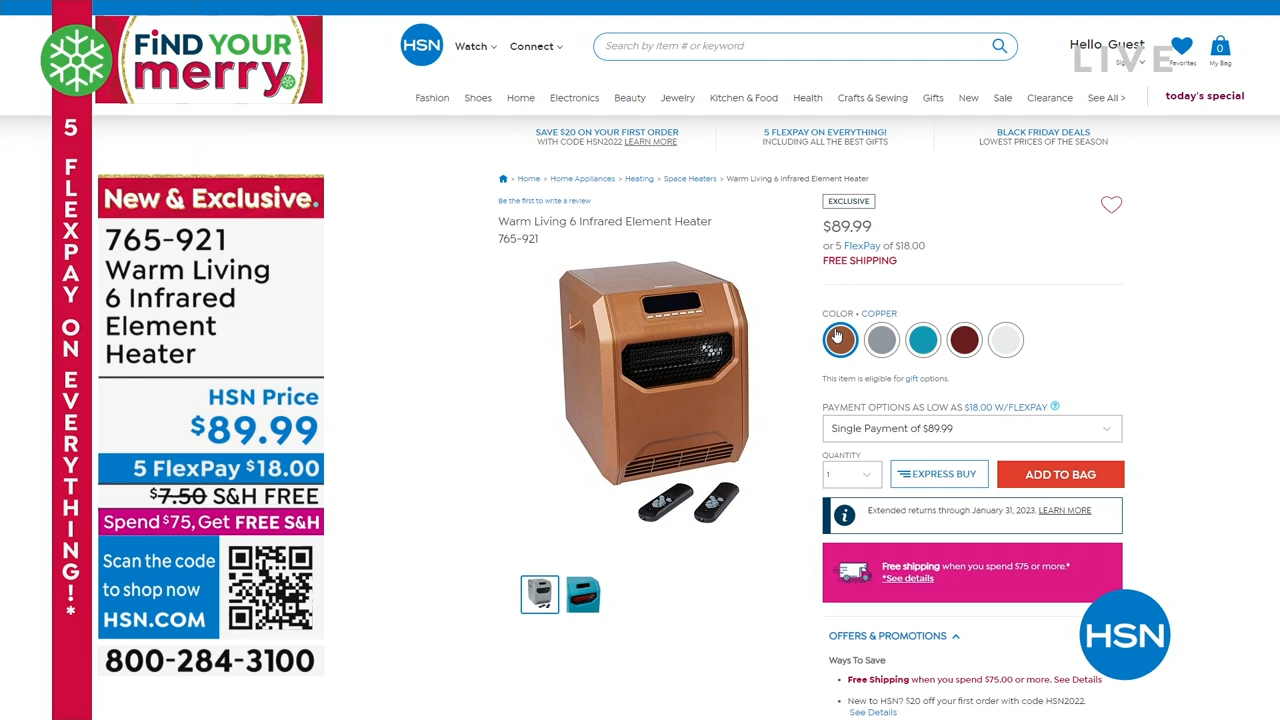 FiND YOUR
merry
5 FLEXPAY ON EVERYTHING!*
New & Exclusive.
765-921
Warm Living
6 Infrared
Element
Heater
HSN Price
$89.99
5 FlexPay $18.00
$7.50 S&H FREE
Spend $75, Get FREE S&H
Scan the code
to shop now
HSN.COM
800-284-3100
HSN
Watch
Connect
Search by item # or keyword
Hello, Guest
LIVE
Favorites
0
My Bag
Fashion Shoes Home Electronics Beauty Jewelry Kitchen & Food Health Crafts & Sewing Gifts New Sale Clearance See All >
today's special
SAVE $20 ON YOUR FIRST ORDER
WITH CODE HSN2022 LEARN MORE
5 FLEXPAY ON EVERYTHING!
INCLUDING ALL THE BEST GIFTS
BLACK FRIDAY DEALS
LOWEST PRICES OF THE SEASON
> Home > Home Appliances > Heating > Space Heaters > Warm Living 6 Infrared Element Heater
Be the first to write a review
Warm Living 6 Infrared Element Heater
765-921
EXCLUSIVE
$89.99
or 5 FlexPay of $18.00
FREE SHIPPING
COLOR • COPPER
This item is eligible for gift options.
PAYMENT OPTIONS AS LOW AS $18.00 W/FLEXPAY ?
Single Payment of $89.99
QUANTITY
1
EXPRESS BUY
ADD TO BAG
Extended returns through January 31, 2023. LEARN MORE
Free shipping when you spend $75 or more.*
*See details
OFFERS & PROMOTIONS
HSN
Ways To Save
• Free Shipping when you spend $75.00 or more. See Details
• New to HSN? $20 off your first order with code HSN2022.
See Details